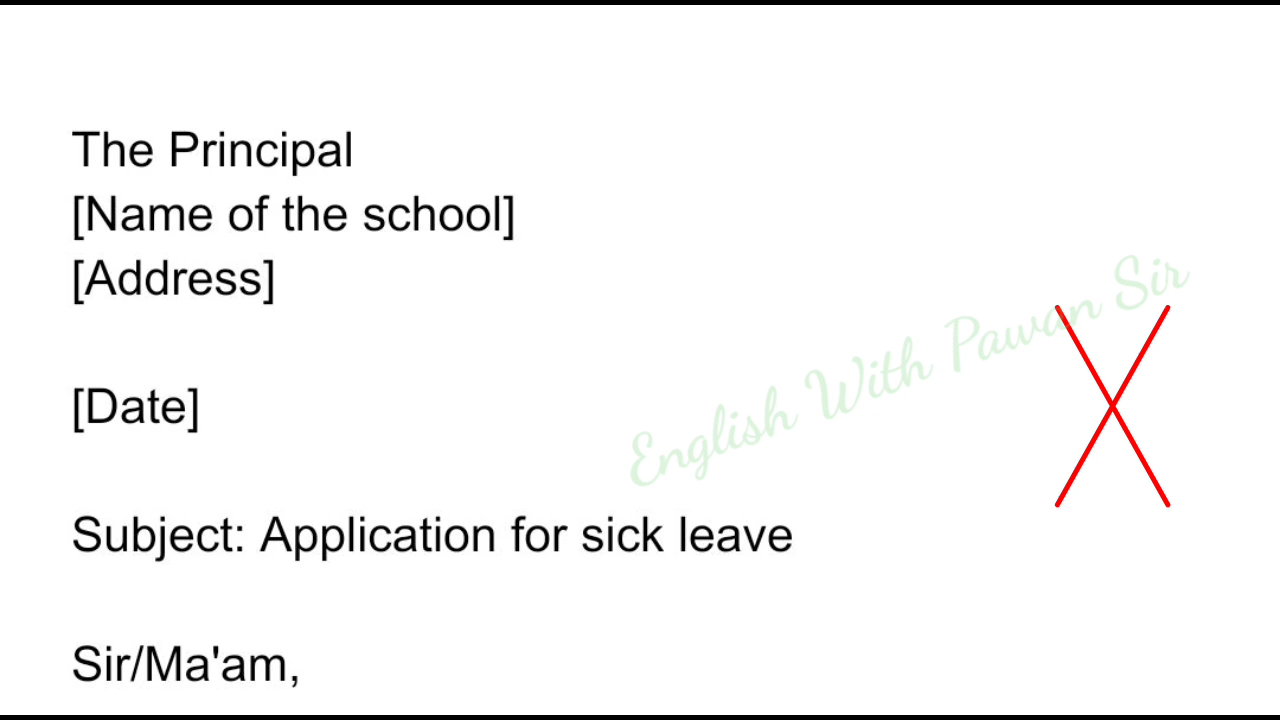 The Principal
[Name of the school]
[Address]
[Date]
English With Pawan Sir
Subject: Application for sick leave
Sir/Ma'am,